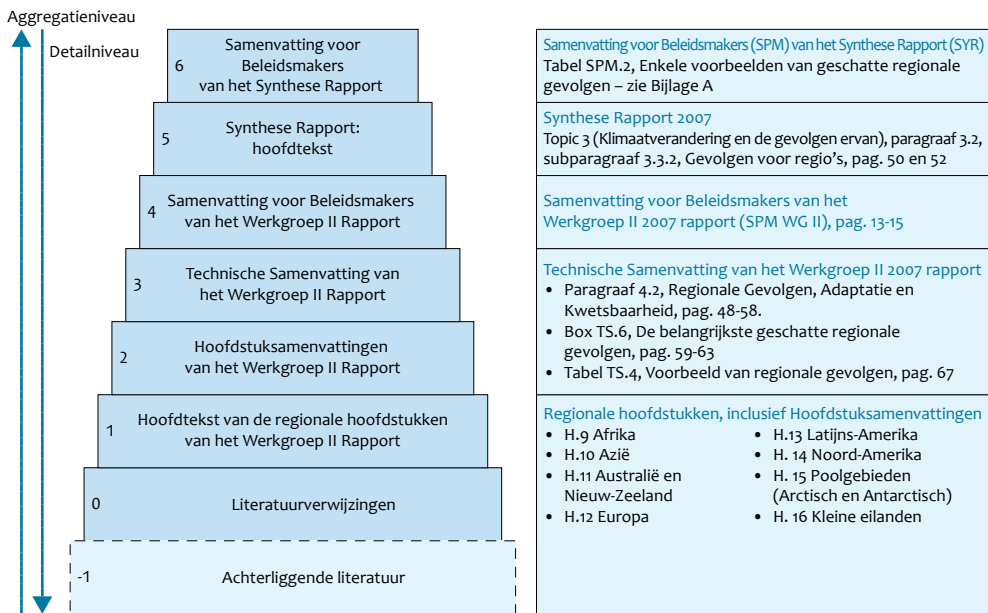 Aggregatieniveau
Detailniveau
6
Samenvatting voor
Beleidsmakers
van het Synthese Rapport
5
Synthese Rapport:
hoofdtekst
4
Samenvatting voor Beleidsmakers
van het Werkgroep II Rapport
3
Technische Samenvatting van
het Werkgroep II Rapport
2
Hoofdstuksamenvattingen
van het Werkgroep II Rapport
1
Hoofdtekst van de regionale hoofdstukken
van het Werkgroep II Rapport
0
Literatuurverwijzingen
-1
Achterliggende literatuur
Samenvatting voor Beleidsmakers (SPM) van het Synthese Rapport (SYR)
Tabel SPM.2, Enkele voorbeelden van geschatte regionale
gevolgen – zie Bijlage A
Synthese Rapport 2007
Topic 3 (Klimaatverandering en de gevolgen ervan), paragraaf 3.2,
subparagraaf 3.3.2, Gevolgen voor regio's, pag. 50 en 52
Samenvatting voor Beleidsmakers van het
Werkgroep II 2007 rapport (SPM WG II), pag. 13-15
Technische Samenvatting van het Werkgroep II 2007 rapport
• Paragraaf 4.2, Regionale Gevolgen, Adaptatie en
Kwetsbaarheid, pag. 48-58.
• Box TS.6, De belangrijkste geschatte regionale
gevolgen, pag. 59-63
• Tabel TS.4, Voorbeeld van regionale gevolgen, pag. 67
Regionale hoofdstukken, inclusief Hoofdstuksamenvattingen
• H.9 Afrika
• H.10 Azië
• H.11 Australië en
Nieuw-Zeeland
• H.12 Europa
• H.13 Latijns-Amerika
• H. 14 Noord-Amerika
• H. 15 Poolgebieden
(Arctisch en Antarctisch)
• H. 16 Kleine eilanden